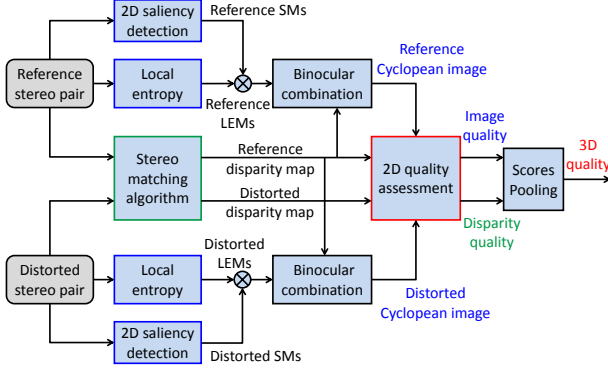 2D saliency
detection
Reference SMs
Reference
stereo pair
Local
entropy
Reference
LEMs
Binocular
combination
Reference
Cyclopean image
Stereo
matching
algorithm
Reference
disparity map
Distorted
disparity map
2D quality
assessment
Image
quality
Scores
Pooling
3D
quality
Disparity
quality
Distorted
stereo pair
Local
entropy
Distorted
LEMs
Binocular
combination
Distorted
Cyclopean image
2D saliency
detection
Distorted SMs